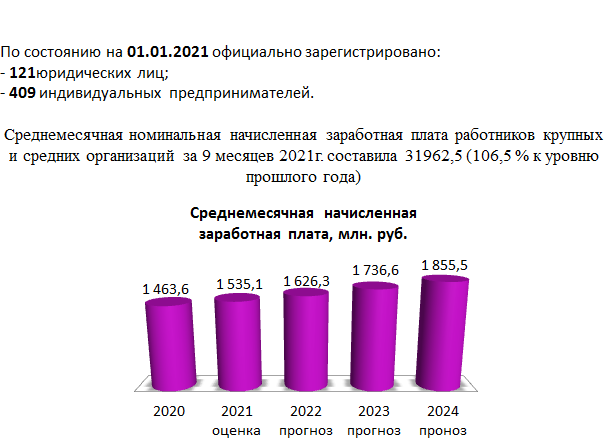 По состоянию на 01.01.2021 официально зарегистрировано:
- 121юридических лиц;
- 409 индивидуальных предпринимателей.
Среднемесячная номинальная начисленная заработная плата работников крупных
и средних организаций за 9 месяцев 2021г. составила 31962,5 (106,5 % к уровню
прошлого года)
Среднемесячная начисленная
заработная плата, млн. руб.
1 463,6 1 535,1 1 626,3 1 736,6 1 855,5
2020 2021 2022 2023 2024
оценка прогноз прогноз проноз